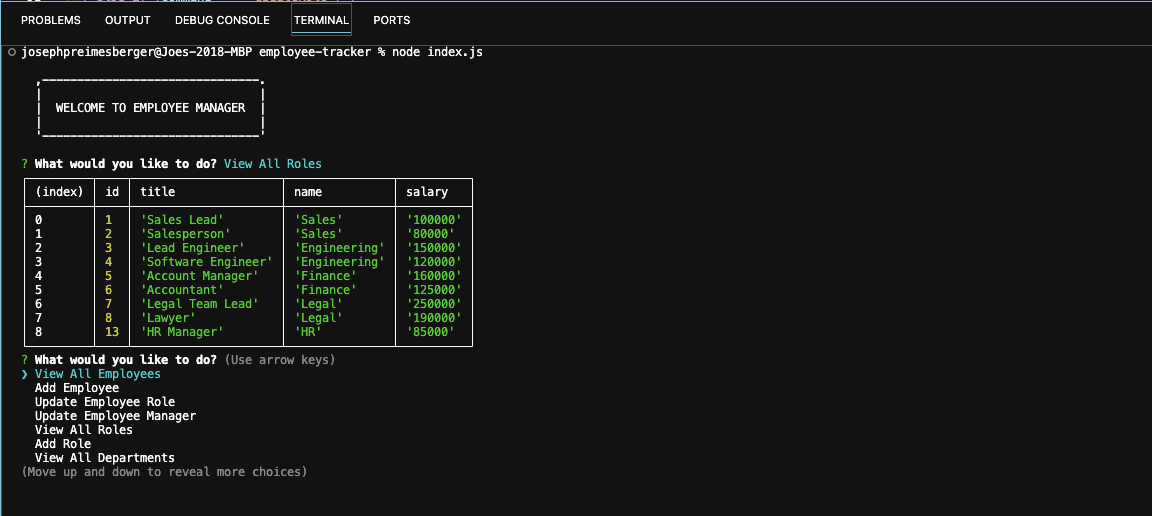 PROBLEMS OUTPUT DEBUG CONSOLE TERMINAL PORTS
josephpreimesberger@Joes-2018-MBP employee-tracker % node index.js
WELCOME TO EMPLOYEE MANAGER
? What would you like to do? View All Roles
(index) id title name salary
0 1 'Sales Lead' 'Sales' '100000'
1 2 'Salesperson' 'Sales' '80000'
2 3 'Lead Engineer' 'Engineering' '150000'
3 4 'Software Engineer' 'Engineering' '120000'
4 5 'Account Manager' 'Finance' '160000'
5 6 'Accountant' 'Finance' '125000'
6 7 'Legal Team Lead' 'Legal' '250000'
7 8 'Lawyer' 'Legal' '190000'
8 13 'HR Manager' 'HR' '85000'
? What would you like to do? (Use arrow keys)
❯ View All Employees
Add Employee
Update Employee Role
Update Employee Manager
View All Roles
Add Role
View All Departments
(Move up and down to reveal more choices)